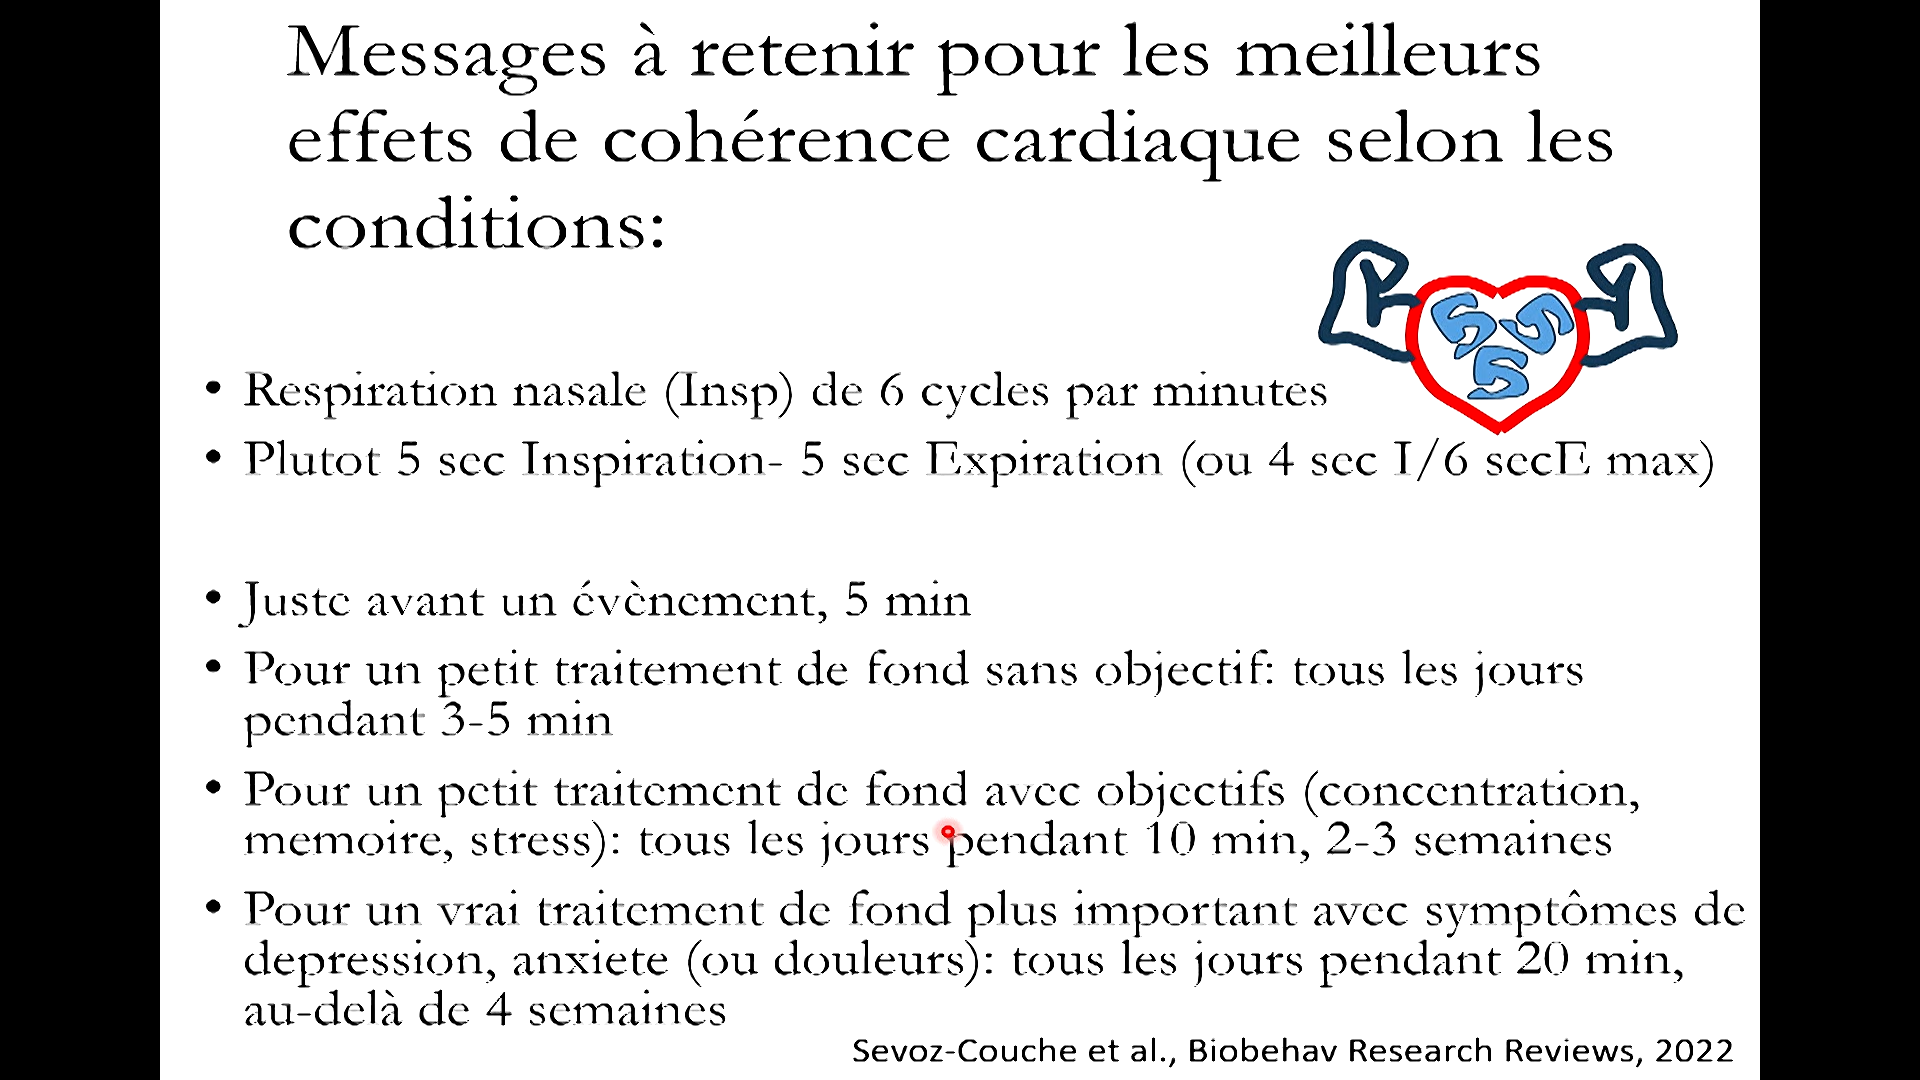 Messages à retenir pour les meilleurs
effets de cohérence cardiaque selon les
conditions:
5 5
5
• Respiration nasale (Insp) de 6 cycles par minutes
• Plutot 5 sec Inspiration- 5 sec Expiration (ou 4 sec I/6 secE max)
• Juste avant un évènement, 5 min
• Pour un petit traitement de fond sans objectif: tous les jours
pendant 3-5 min
• Pour un petit traitement de fond avec objectifs (concentration,
memoire, stress): tous les jours pendant 10 min, 2-3 semaines
• Pour un vrai traitement de fond plus important avec symptômes de
depression, anxiete (ou douleurs): tous les jours pendant 20 min,
au-delà de 4 semaines
Sevoz-Couche et al., Biobehav Research Reviews, 2022